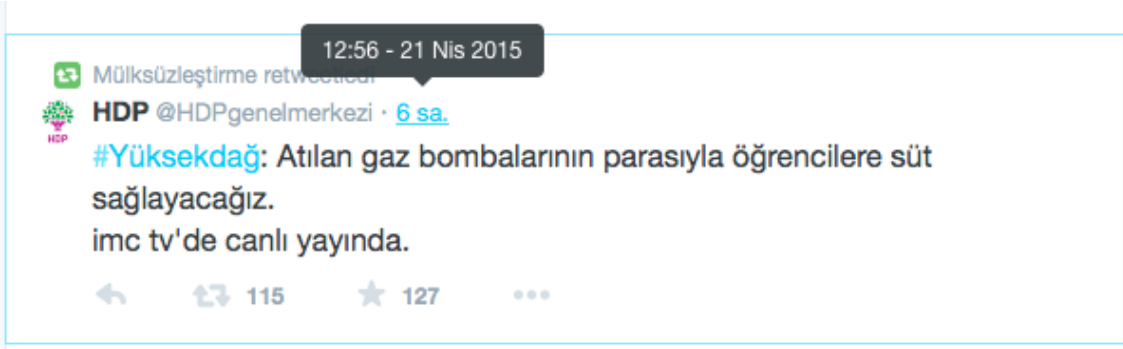 12:56 - 21 Nis 2015
Mülksüzleştirme retweetledi
HDP @HDPgenelmerkezi · 6 sa.
HDP
#Yüksekdağ: Atılan gaz bombalarının parasıyla öğrencilere süt
sağlayacağız.
imc tv'de canlı yayında.
115 127